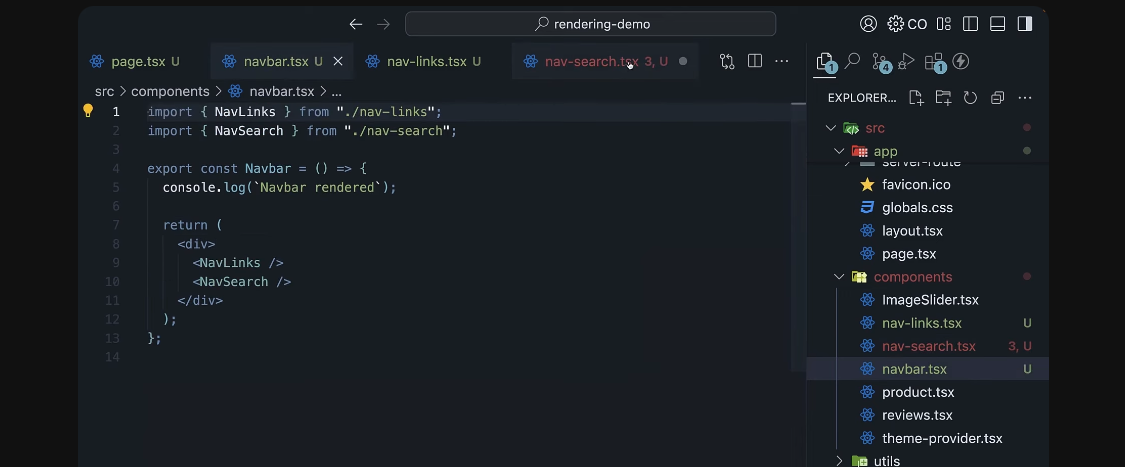 rendering-demo
CO
page.tsx U
navbar.tsx U
nav-links.tsx U
nav-search.tsx 3, U
src > components > navbar.tsx > ...
1 import { NavLinks } from "./nav-links";
2 import { NavSearch } from "./nav-search";
3
4 export const Navbar = () => {
5 console.log(`Navbar rendered`);
6
7 return (
8 <div>
9 <NavLinks />
10 <NavSearch />
11 </div>
12 );
13 };
14
1
4
1
EXPLORER...
src
app
server-route
favicon.ico
globals.css
layout.tsx
page.tsx
components
ImageSlider.tsx
nav-links.tsx U
nav-search.tsx 3, U
navbar.tsx U
product.tsx
reviews.tsx
theme-provider.tsx
utils